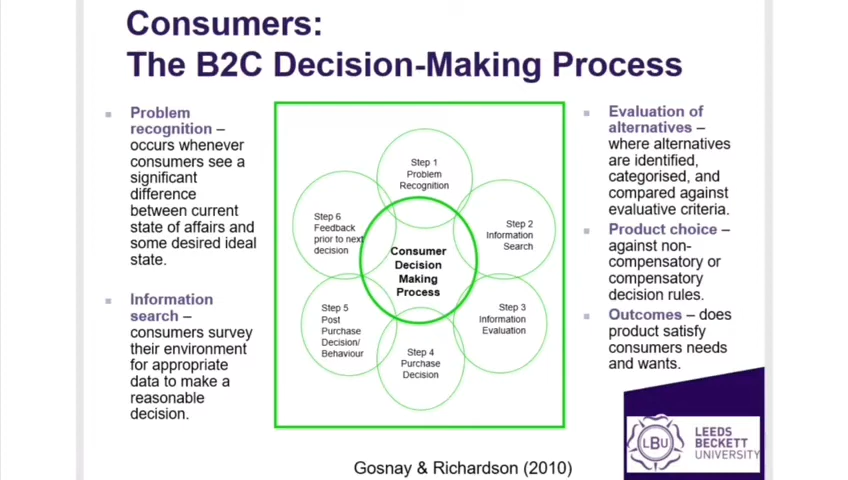 Consumers:
The B2C Decision-Making Process
Problem
recognition –
occurs whenever
consumers see a
significant
difference
between current
state of affairs and
some desired ideal
state.
Information
search –
consumers survey
their environment
for appropriate
data to make a
reasonable
decision.
Step 1
Problem
Recognition
Step 2
Information
Search
Step 3
Information
Evaluation
Step 4
Purchase
Decision
Step 5
Post
Purchase
Decision/
Behaviour
Step 6
Feedback
prior to next
decision
Consumer
Decision
Making
Process
Evaluation of
alternatives –
where alternatives
are identified,
categorised, and
compared against
evaluative criteria.
Product choice –
against non-
compensatory or
compensatory
decision rules.
Outcomes – does
product satisfy
consumers needs
and wants.
Gosnay & Richardson (2010)
LBU
LEEDS
BECKETT
UNIVERSITY